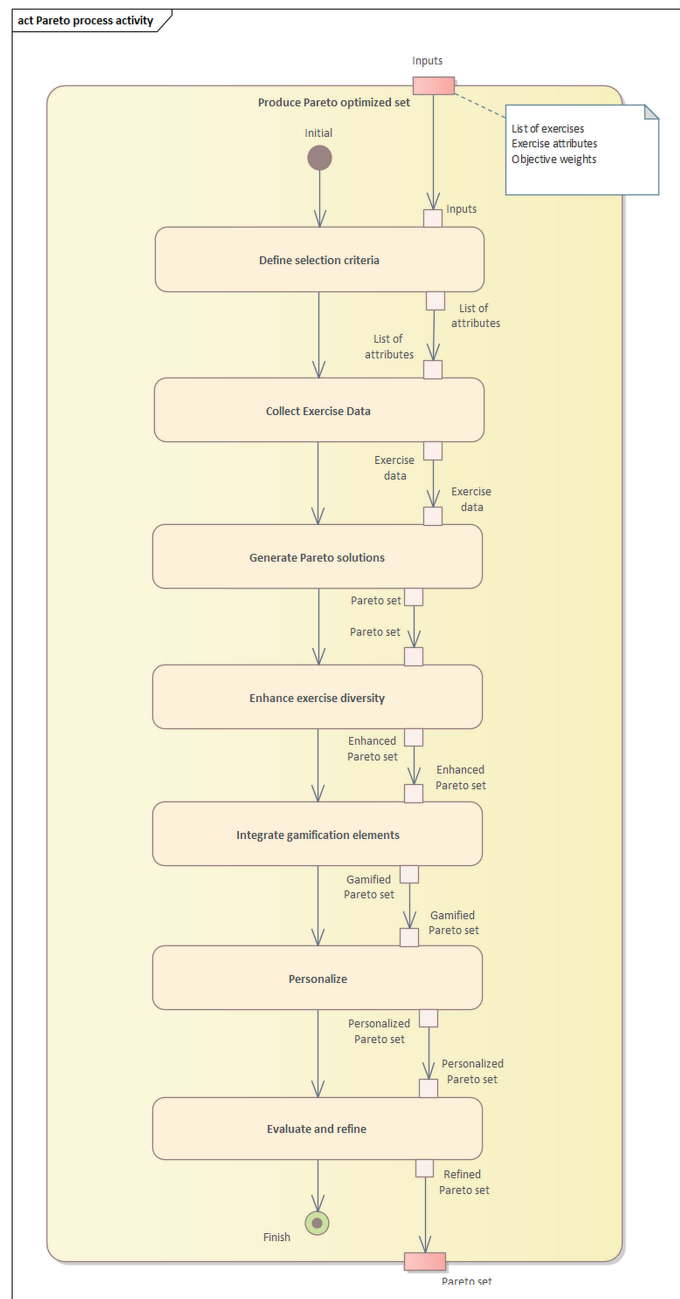 act Pareto process activity
Inputs
Produce Pareto optimized set
List of exercises
Exercise attributes
Objective weights
Initial
Inputs
Define selection criteria
List of
attributes
List of
attributes
Collect Exercise Data
Exercise
data
Exercise
data
Generate Pareto solutions
Pareto set
Pareto set
Enhance exercise diversity
Enhanced
Pareto set
Enhanced
Pareto set
Integrate gamification elements
Gamified
Pareto set
Gamified
Pareto set
Personalize
Personalized
Pareto set
Personalized
Pareto set
Evaluate and refine
Refined
Pareto set
Finish
Pareto set